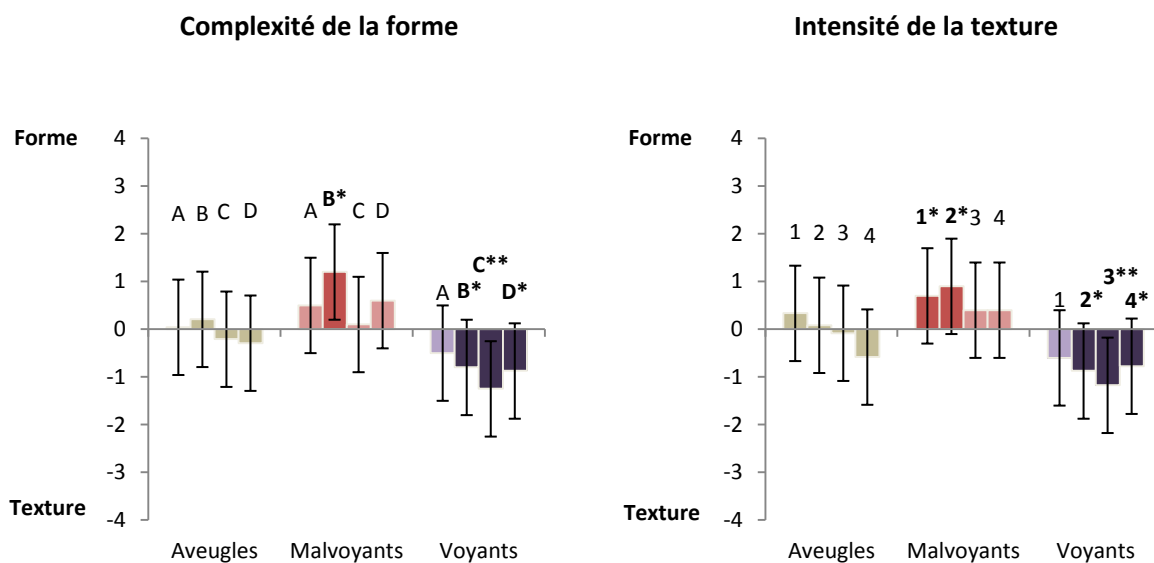 Complexité de la forme
Forme
4
3
2
1
0
-1
-2
-3
-4
Texture
A B C D
A B* C D
A B* C** D*
Aveugles Malvoyants Voyants
Intensité de la texture
Forme
4
3
2
1
0
-1
-2
-3
-4
Texture
1 2 3 4
1* 2* 3 4
1 2* 3** 4*
Aveugles Malvoyants Voyants